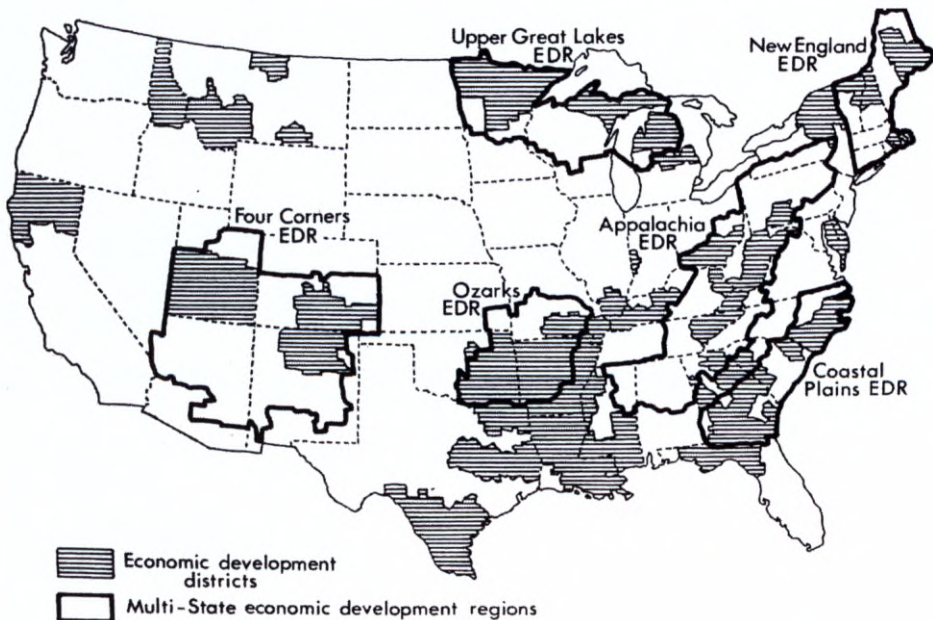 Upper Great Lakes
EDR
New England
EDR
Four Corners
EDR
Appalachia
EDR
Ozarks
EDR
Coastal
Plains EDR
Economic development
districts
Multi-State economic development regions